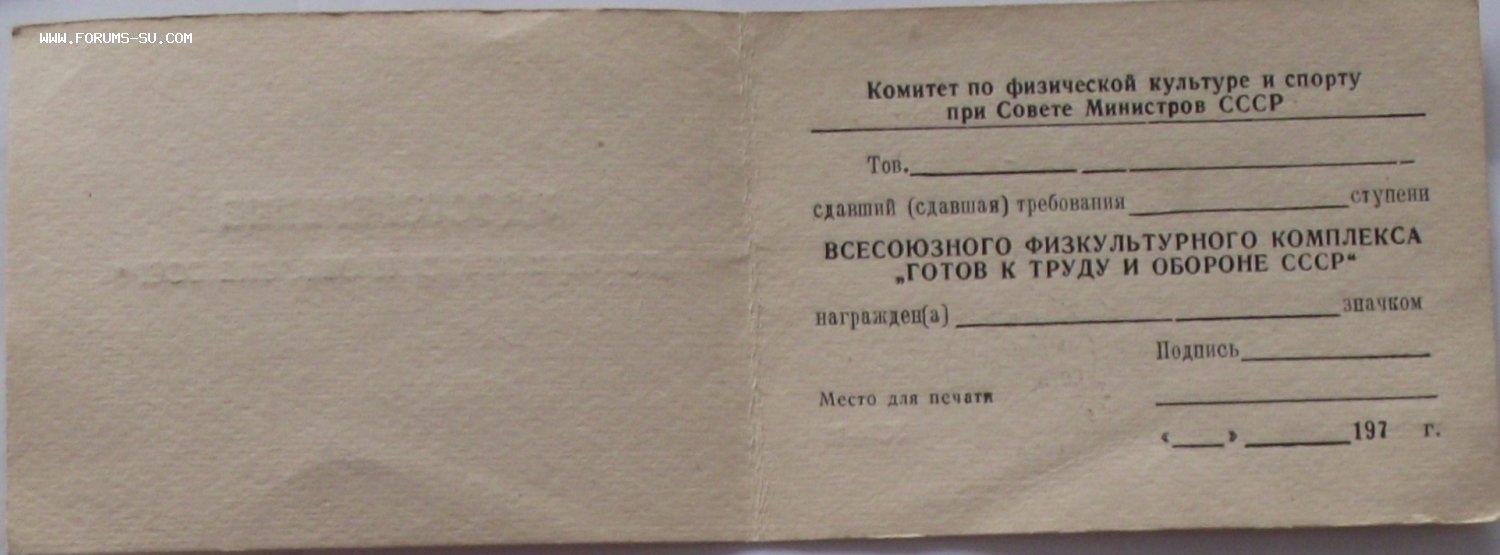 WWW.FORUMS-SU.COM
Комитет по физической культуре и спорту
при Совете Министров СССР
Тов.
сдавший (сдавшая) требования ступени
ВСЕСОЮЗНОГО ФИЗКУЛЬТУРНОГО КОМПЛЕКСА
„ГОТОВ К ТРУДУ И ОБОРОНЕ СССР“
награжден(а) значком
Подпись
Место для печати
« » 197 г.